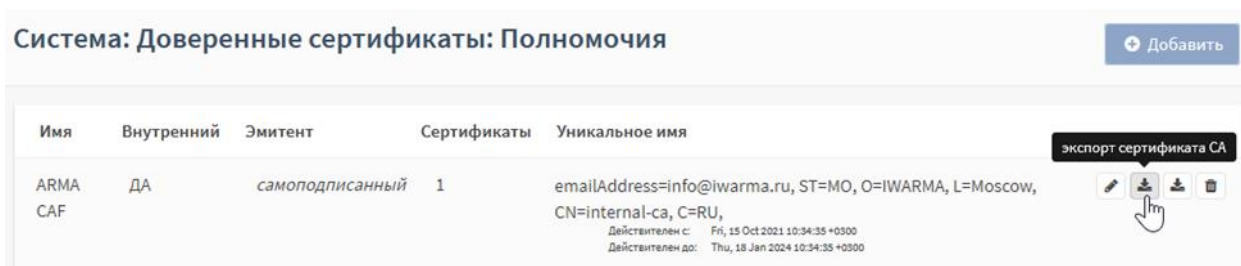 Система: Доверенные сертификаты: Полномочия
Добавить
Имя Внутренний Эмитент Сертификаты Уникальное имя
экспорт сертификата CA
ARMA CAF ДА самоподписанный 1 emailAddress=info@iwarma.ru, ST=MO, O=IWARMA, L=Moscow,
CN=internal-ca, C=RU,
Действителен с: Fri, 15 Oct 2021 10:34:35 +0300
Действителен до: Thu, 18 Jan 2024 10:34:35 +0300